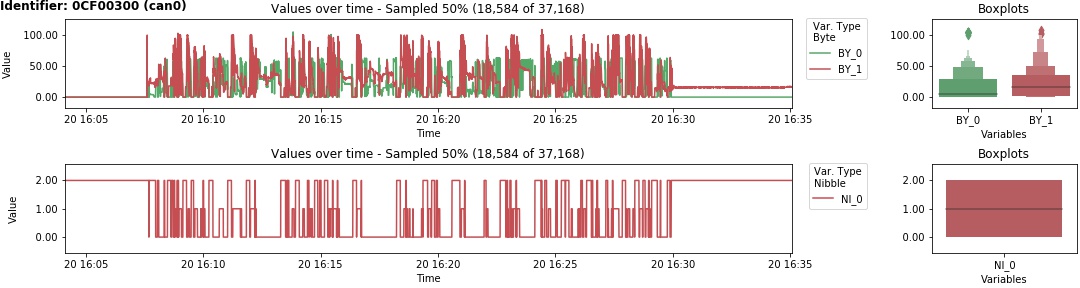 Identifier: 0CF00300 (can0)
Values over time - Sampled 50% (18,584 of 37,168)
Value
100.00
50.00
0.00
20 16:05 20 16:10 20 16:15 20 16:20 20 16:25 20 16:30 20 16:35
Time
Var. Type
Byte
BY_0
BY_1
Boxplots
100.00
50.00
0.00
BY_0 BY_1
Variables
Values over time - Sampled 50% (18,584 of 37,168)
Value
2.00
1.00
0.00
20 16:05 20 16:10 20 16:15 20 16:20 20 16:25 20 16:30 20 16:35
Time
Var. Type
Nibble
NI_0
Boxplots
2.00
1.00
0.00
NI_0
Variables